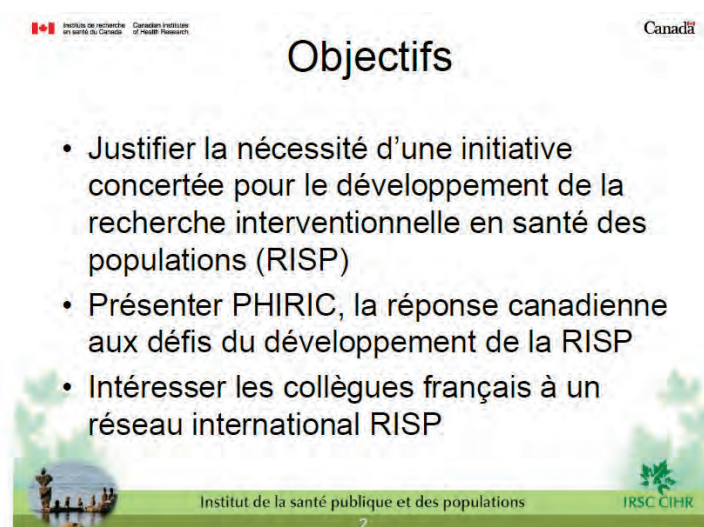 Instituts de recherche en santé du Canada
Canadian Institutes of Health Research
Canada
Objectifs
• Justifier la nécessité d'une initiative
concertée pour le développement de la
recherche interventionnelle en santé des
populations (RISP)
• Présenter PHIRIC, la réponse canadienne
aux défis du développement de la RISP
• Intéresser les collègues français à un
réseau international RISP
Institut de la santé publique et des populations
IRSC CIHR
2